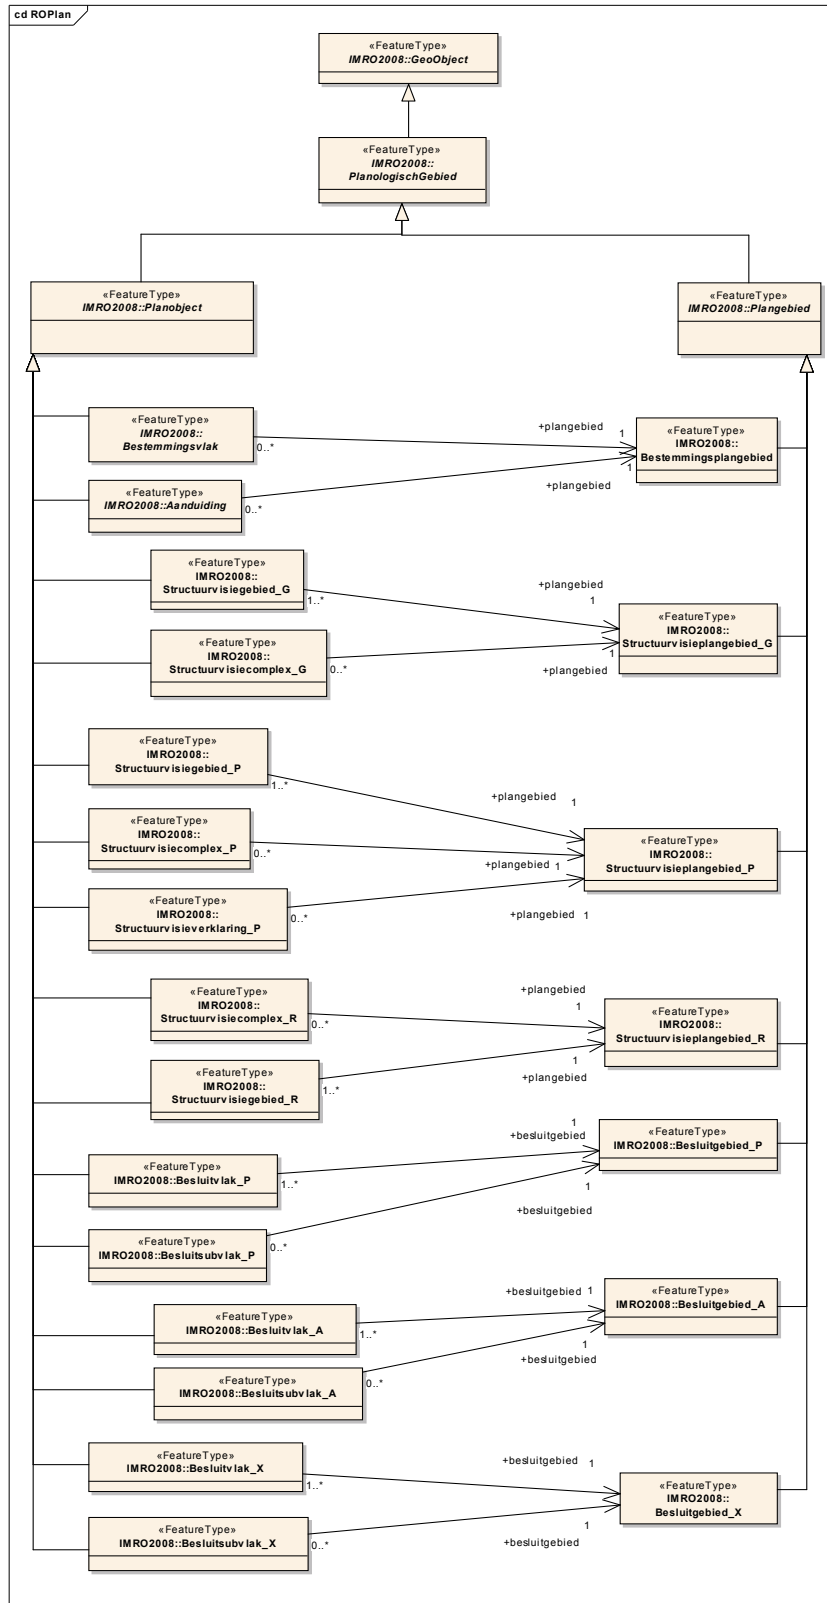 cd ROPlan
«FeatureType»
IMRO2008::GeoObject
«FeatureType»
IMRO2008::
PlanologischGebied
«FeatureType»
IMRO2008::Planobject
«FeatureType»
IMRO2008::Plangebied
«FeatureType»
IMRO2008::
Bestemmingsvlak
0..*
+plangebied
1
«FeatureType»
IMRO2008::
Bestemmingsplangebied
«FeatureType»
IMRO2008::Aanduiding
0..*
+plangebied
1
«FeatureType»
IMRO2008::
Structuurvisiegebied_G
1..*
+plangebied
1
«FeatureType»
IMRO2008::
Structuurvisieplangebied_G
«FeatureType»
IMRO2008::
Structuurvisiecomplex_G
0..*
+plangebied
1
«FeatureType»
IMRO2008::
Structuurvisiegebied_P
1..*
+plangebied
1
«FeatureType»
IMRO2008::
Structuurvisiecomplex_P
0..*
+plangebied
1
«FeatureType»
IMRO2008::
Structuurvisieplangebied_P
«FeatureType»
IMRO2008::
Structuurvisieverklaring_P
0..*
+plangebied
1
«FeatureType»
IMRO2008::
Structuurvisiecomplex_R
0..*
+plangebied
1
«FeatureType»
IMRO2008::
Structuurvisieplangebied_R
«FeatureType»
IMRO2008::
Structuurvisiegebied_R
1..*
+plangebied
1
«FeatureType»
IMRO2008::Besluitvlak_P
1..*
+besluitgebied
1
«FeatureType»
IMRO2008::Besluitgebied_P
«FeatureType»
IMRO2008::Besluitsubvlak_P
0..*
+besluitgebied
1
«FeatureType»
IMRO2008::Besluitvlak_A
1..*
+besluitgebied
1
«FeatureType»
IMRO2008::Besluitgebied_A
«FeatureType»
IMRO2008::Besluitsubvlak_A
0..*
+besluitgebied
1
«FeatureType»
IMRO2008::Besluitvlak_X
1..*
+besluitgebied
1
«FeatureType»
IMRO2008::
Besluitgebied_X
«FeatureType»
IMRO2008::Besluitsubvlak_X
0..*
+besluitgebied
1